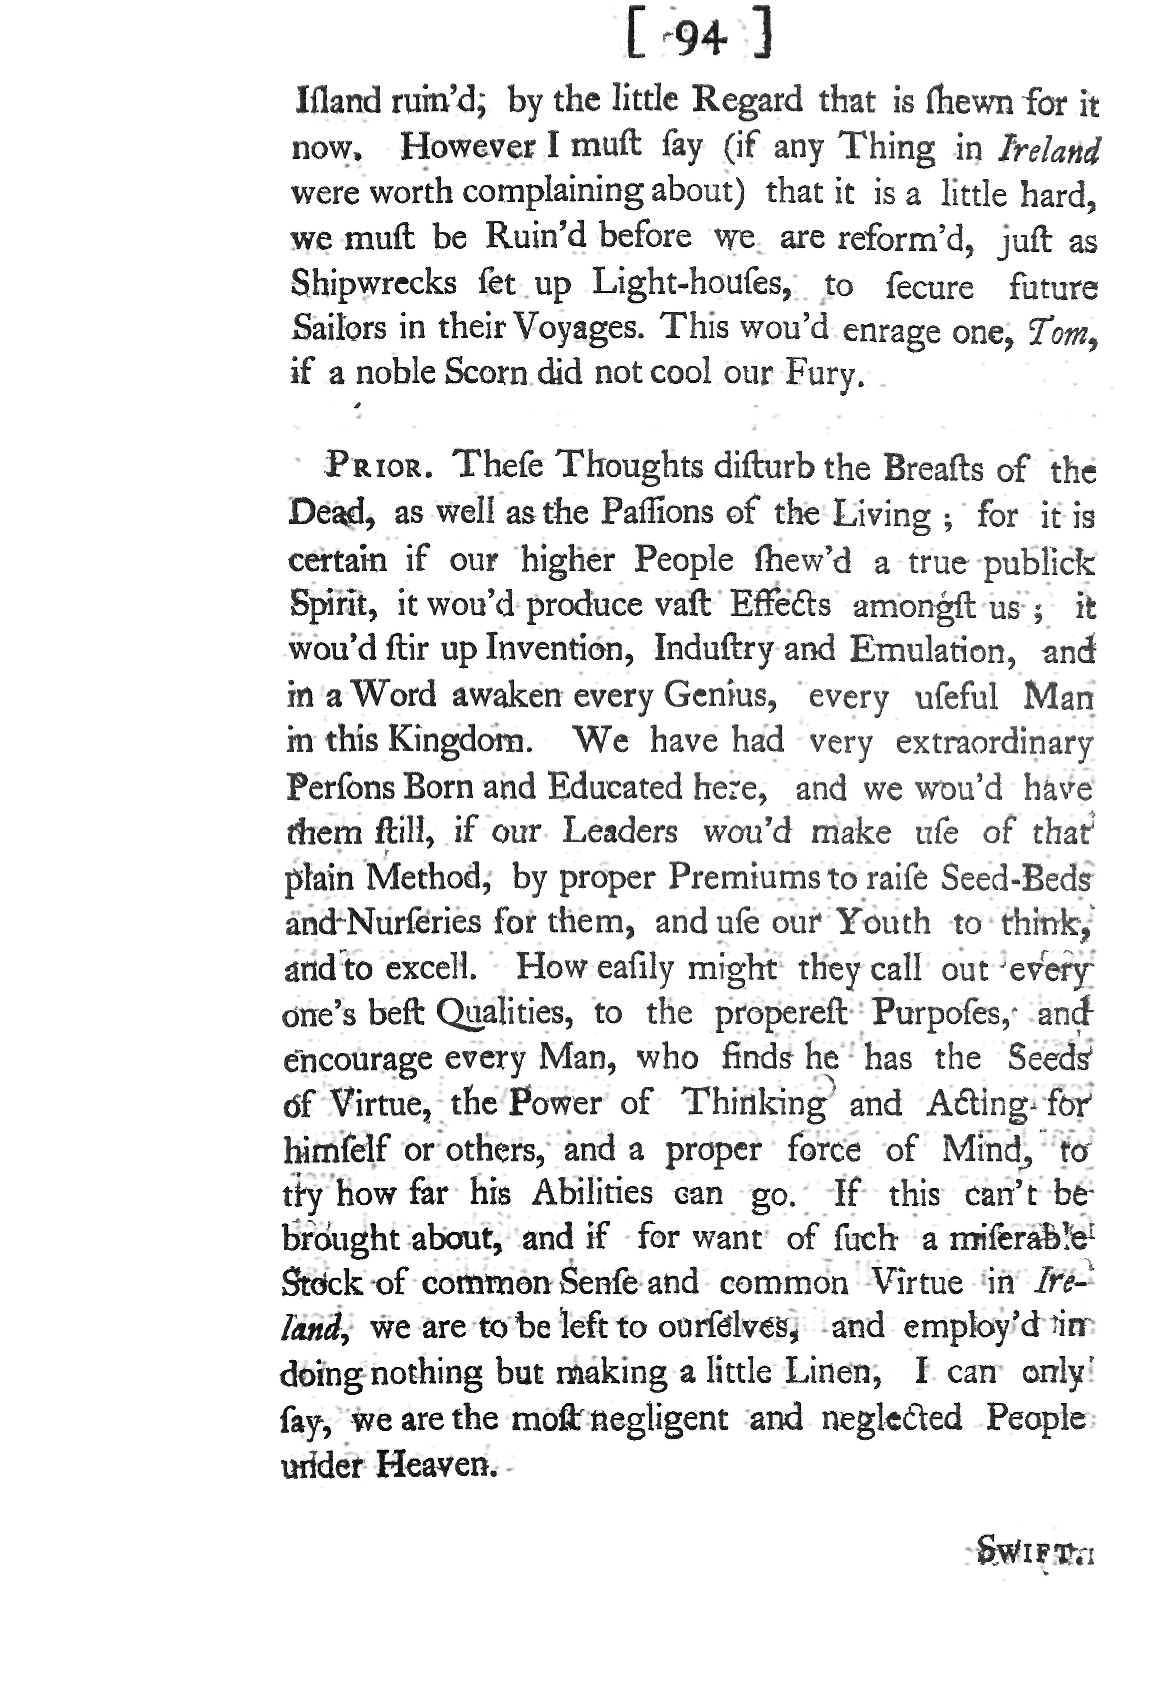 [ 94 ]
Iſland ruin'd; by the little Regard that is ſhewn for it
now. However I muſt ſay (if any Thing in Ireland
were worth complaining about) that it is a little hard,
we muſt be Ruin'd before we are reform'd, juſt as
Shipwrecks ſet up Light-houſes, to ſecure future
Sailors in their Voyages. This wou'd enrage one, Tom,
if a noble Scorn did not cool our Fury.
PRIOR. Theſe Thoughts diſturb the Breaſts of the
Dead, as well as the Paſſions of the Living ; for it is
certain if our higher People ſhew'd a true publick
Spirit, it wou'd produce vaſt Effects amongſt us ; it
wou'd ſtir up Invention, Induſtry and Emulation, and
in a Word awaken every Genius, every uſeful Man
in this Kingdom. We have had very extraordinary
Perſons Born and Educated here, and we wou'd have
them ſtill, if our Leaders wou'd make uſe of that
plain Method, by proper Premiums to raiſe Seed-Beds
and Nurſeries for them, and uſe our Youth to think,
and to excell. How eaſily might they call out every
one's beſt Qualities, to the propereſt Purpoſes, and
encourage every Man, who finds he has the Seeds
of Virtue, the Power of Thinking and Acting for
himſelf or others, and a proper force of Mind, to
try how far his Abilities can go. If this can't be
brought about, and if for want of ſuch a miſerable
Stock of common Senſe and common Virtue in Ire-
land, we are to be left to ourſelves, and employ'd in
doing nothing but making a little Linen, I can only
ſay, we are the moſt negligent and neglected People
under Heaven.
SWIFT.